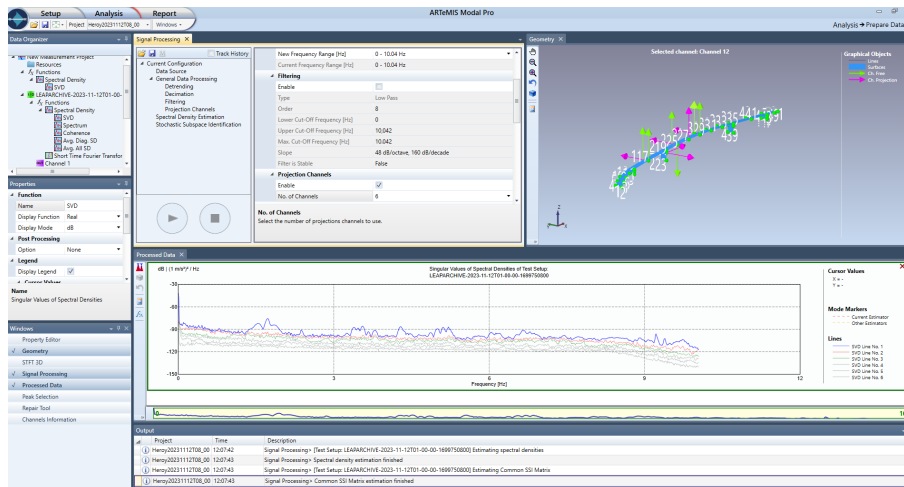 Setup Analysis Report
ARTeMIS Modal Pro
Project Heroy20231112T08_00 Windows
Analysis Prepare Data
Data Organizer
New Measurement Project
Resources
Functions
Spectral Density
SVD
LEAPARCHIVE-2023-11-12T01-00-
Functions
Spectral Density
SVD
Spectrum
Coherence
Avg. Diag. SD
Avg. All SD
Short Time Fourier Transfor
Channel 1
Properties
Function
Name SVD
Display Function Real
Display Mode dB
Post Processing
Option None
Legend
Display Legend
Cursor Values
Name
Singular Values of Spectral Densities
Windows
Property Editor
Geometry
STFT 3D
Signal Processing
Processed Data
Peak Selection
Repair Tool
Channels Information
Signal Processing
Track History
Current Configuration
Data Source
General Data Processing
Detrending
Decimation
Filtering
Projection Channels
Spectral Density Estimation
Stochastic Subspace Identification
New Frequency Range [Hz] 0 - 10.04 Hz
Current Frequency Range [Hz] 0 - 10.04 Hz
Filtering
Enable
Type Low Pass
Order 8
Lower Cut-Off Frequency [Hz] 0
Upper Cut-Off Frequency [Hz] 10,042
Max. Cut-Off Frequency [Hz] 10.042
Slope 48 dB/octave, 160 dB/decade
Filter is Stable False
Projection Channels
Enable
No. of Channels 6
No. of Channels
Select the number of projections channels to use.
Geometry
Selected channel: Channel 12
Graphical Objects
Lines
Surfaces
Ch. Free
Ch. Projection
Processed Data
dB | (1 m/s²)² / Hz
Singular Values of Spectral Densities of Test Setup:
LEAPARCHIVE-2023-11-12T01-00-00-1699750800
-30
-60
-90
-120
-150
0 3 6 9 12
Frequency [Hz]
Cursor Values
X = -
Y = -
Mode Markers
Current Estimator
Other Estimators
Lines
SVD Line No. 1
SVD Line No. 2
SVD Line No. 3
SVD Line No. 4
SVD Line No. 5
SVD Line No. 6
Output
Project Time Description
Heroy20231112T08_00 12:07:42 Signal Processing> [Test Setup: LEAPARCHIVE-2023-11-12T01-00-00-1699750800] Estimating spectral densities
Heroy20231112T08_00 12:07:43 Signal Processing> Spectral density estimation finished
Heroy20231112T08_00 12:07:43 Signal Processing> [Test Setup: LEAPARCHIVE-2023-11-12T01-00-00-1699750800] Estimating Common SSI Matrix
Heroy20231112T08_00 12:07:43 Signal Processing> Common SSI Matrix estimation finished